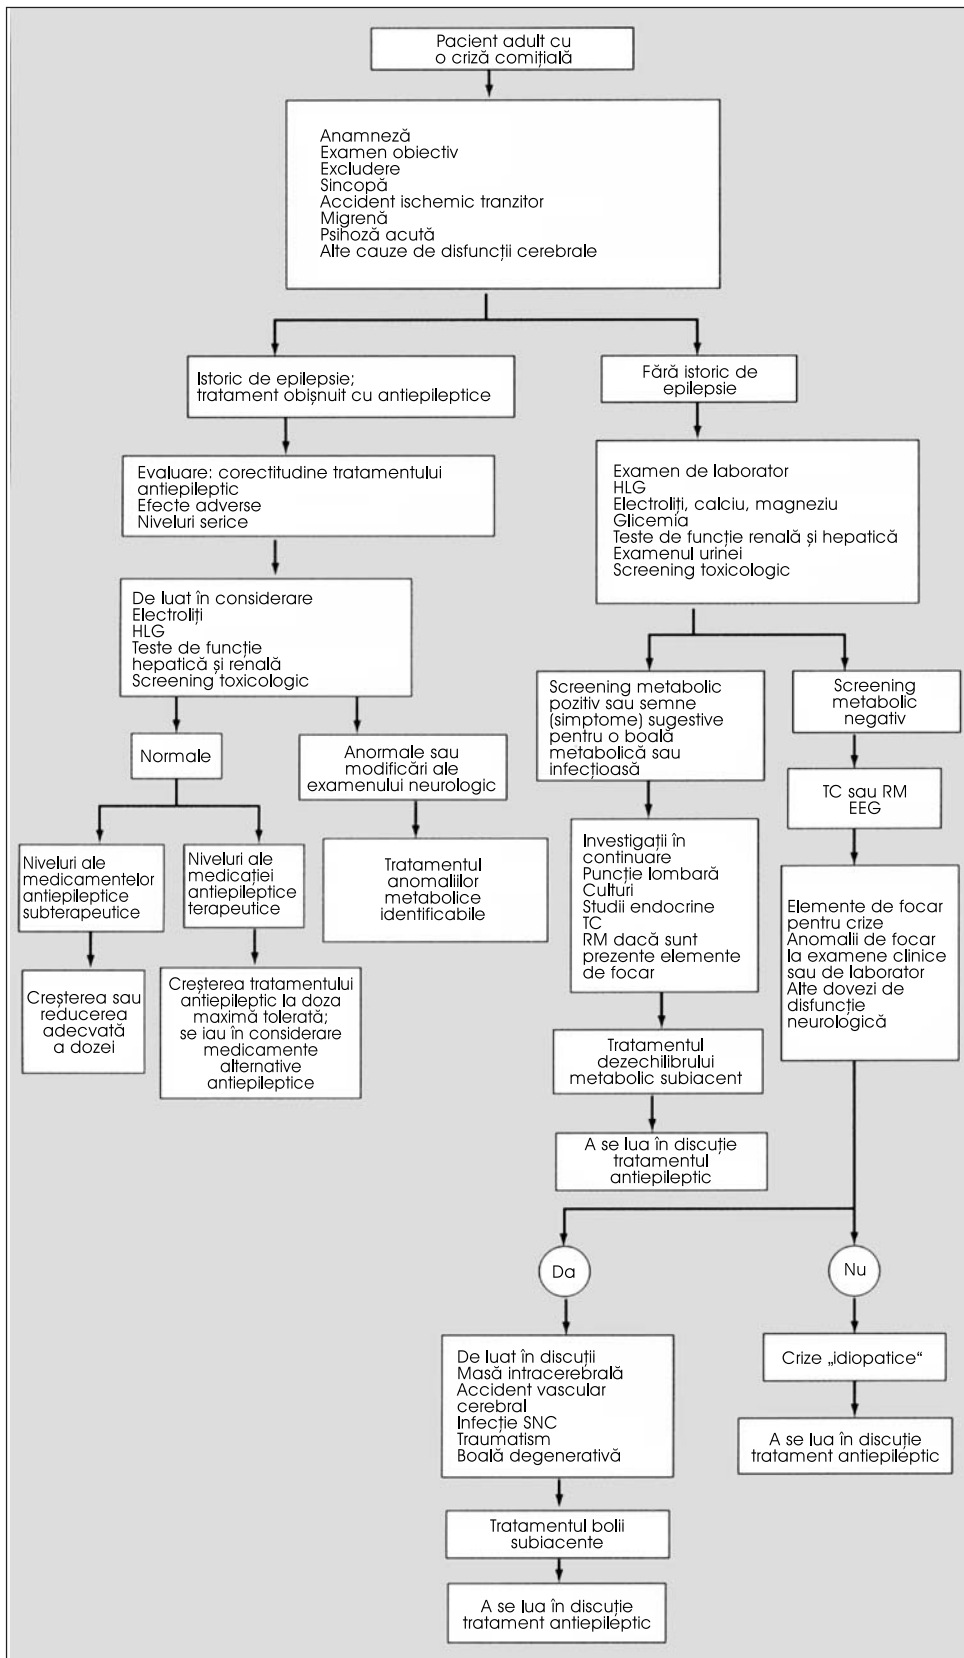 Pacient adult cu
o criză comițială
Anamneză
Examen obiectiv
Excludere
Sincopă
Accident ischemic tranzitor
Migrenă
Psihoză acută
Alte cauze de disfuncții cerebrale
Istoric de epilepsie;
tratament obișnuit cu antiepileptice
Fără istoric de
epilepsie
Evaluare: corectitudine tratamentului
antiepileptic
Efecte adverse
Niveluri serice
Examen de laborator
HLG
Electroliți, calciu, magneziu
Glicemia
Teste de funcție renală și hepatică
Examenul urinei
Screening toxicologic
De luat în considerare
Electroliți
HLG
Teste de funcție
hepatică și renală
Screening toxicologic
Screening metabolic
pozitiv sau semne
(simptome) sugestive
pentru o boală
metabolică sau
infecțioasă
Screening
metabolic
negativ
Normale
Anormale sau
modificări ale
examenului neurologic
TC sau RM
EEG
Niveluri ale
medicamentelor
antiepileptice
subterapeutice
Niveluri ale
medicației
antiepileptice
terapeutice
Tratamentul
anomaliilor
metabolice
identificabile
Investigații în
continuare
Puncție lombară
Culturi
Studii endocrine
TC
RM dacă sunt
prezente elemente
de focar
Elemente de focar
pentru crize
Anomalii de focar
la examene clinice
sau de laborator
Alte dovezi de
disfuncție
neurologică
Creșterea sau
reducerea
adecvată
a dozei
Creșterea tratamentului
antiepileptic la doza
maximă tolerată;
se iau în considerare
medicamente
alternative
antiepileptice
Tratamentul
dezechilibrului
metabolic subiacent
A se lua în discuție
tratamentul
antiepileptic
Da
Nu
De luat în discuții
Masă intracerebrală
Accident vascular
cerebral
Infecție SNC
Traumatism
Boală degenerativă
Crize „idiopatice“
A se lua în discuție
tratament antiepileptic
Tratamentul bolii
subiacente
A se lua în discuție
tratament antiepileptic